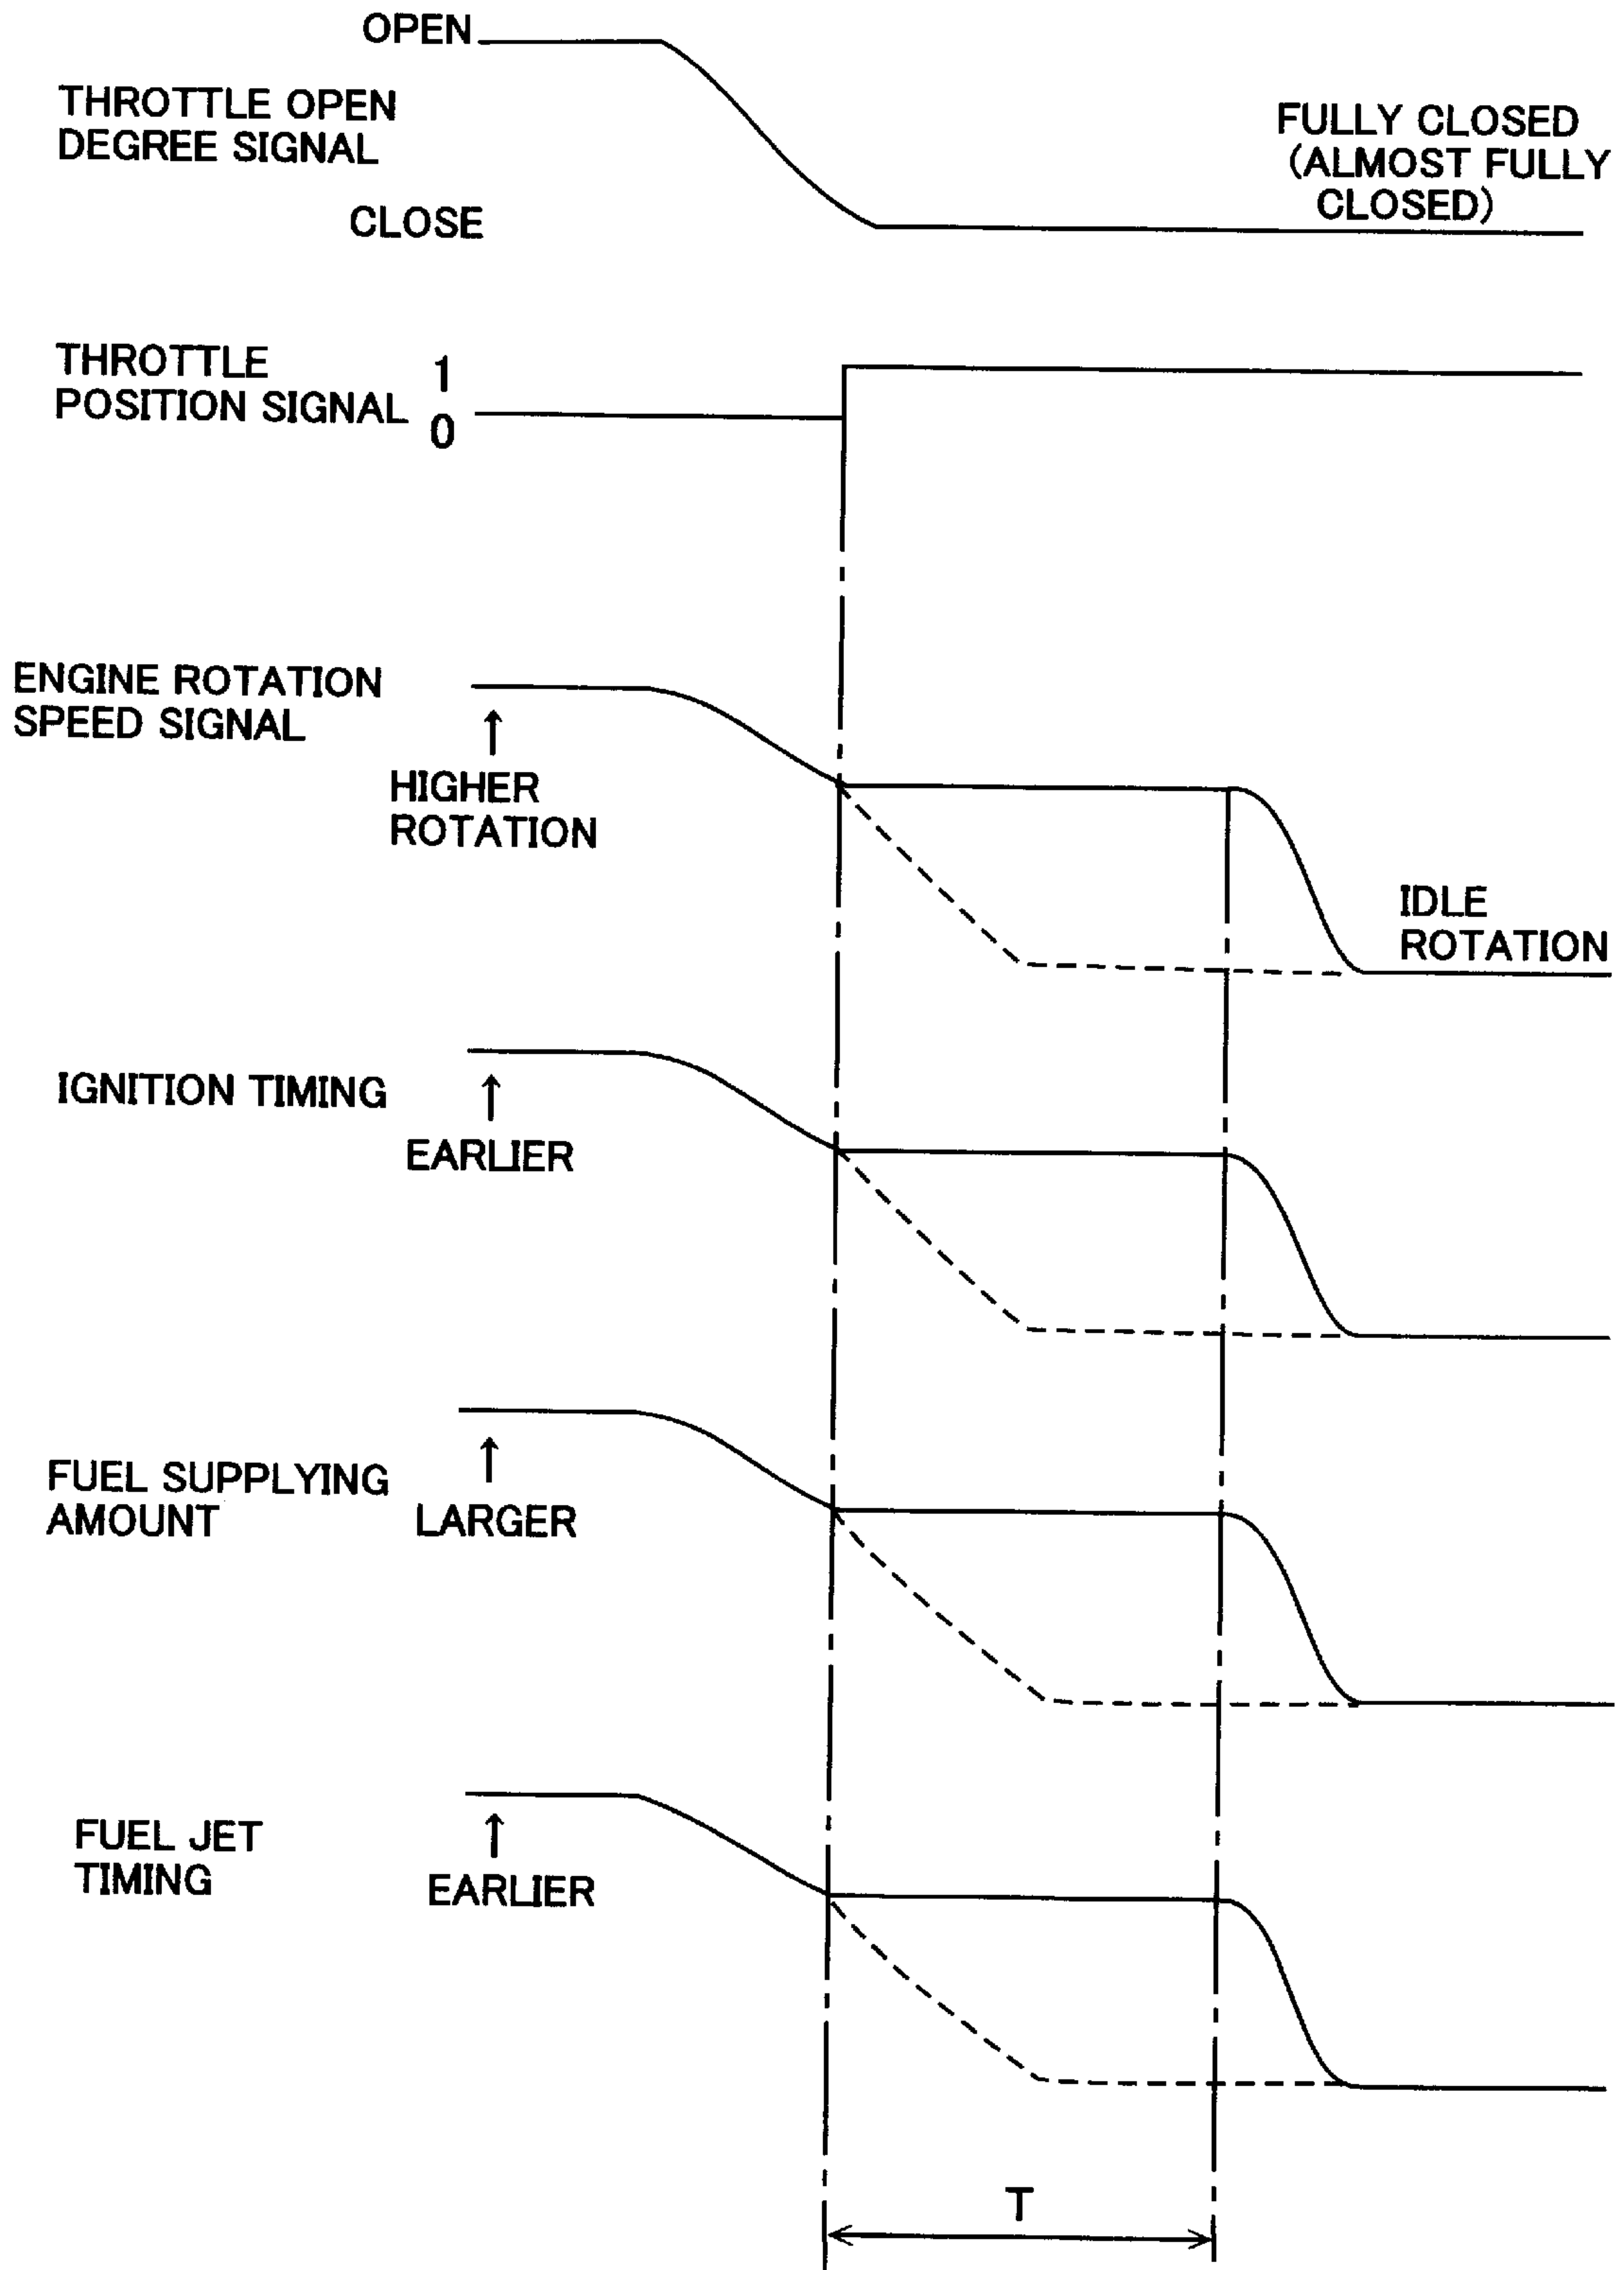 OPEN
THROTTLE OPEN
DEGREE SIGNAL
CLOSE
FULLY CLOSED
(ALMOST FULLY
CLOSED)
THROTTLE
POSITION SIGNAL
1
0
ENGINE ROTATION
SPEED SIGNAL
↑
HIGHER
ROTATION
IDLE
ROTATION
IGNITION TIMING
↑
EARLIER
FUEL SUPPLYING
AMOUNT
↑
LARGER
FUEL JET
TIMING
↑
EARLIER
T